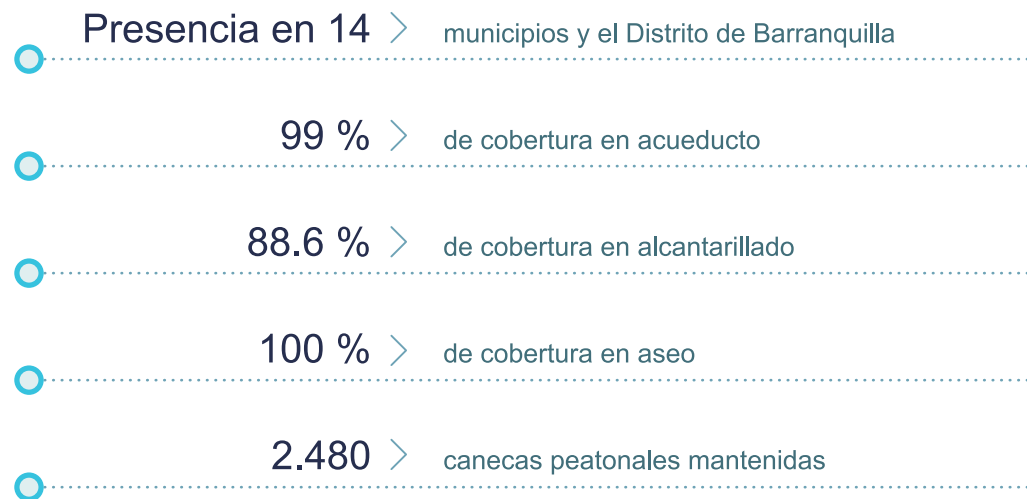 Presencia en 14 municipios y el Distrito de Barranquilla
99 % de cobertura en acueducto
88.6 % de cobertura en alcantarillado
100 % de cobertura en aseo
2.480 canecas peatonales mantenidas